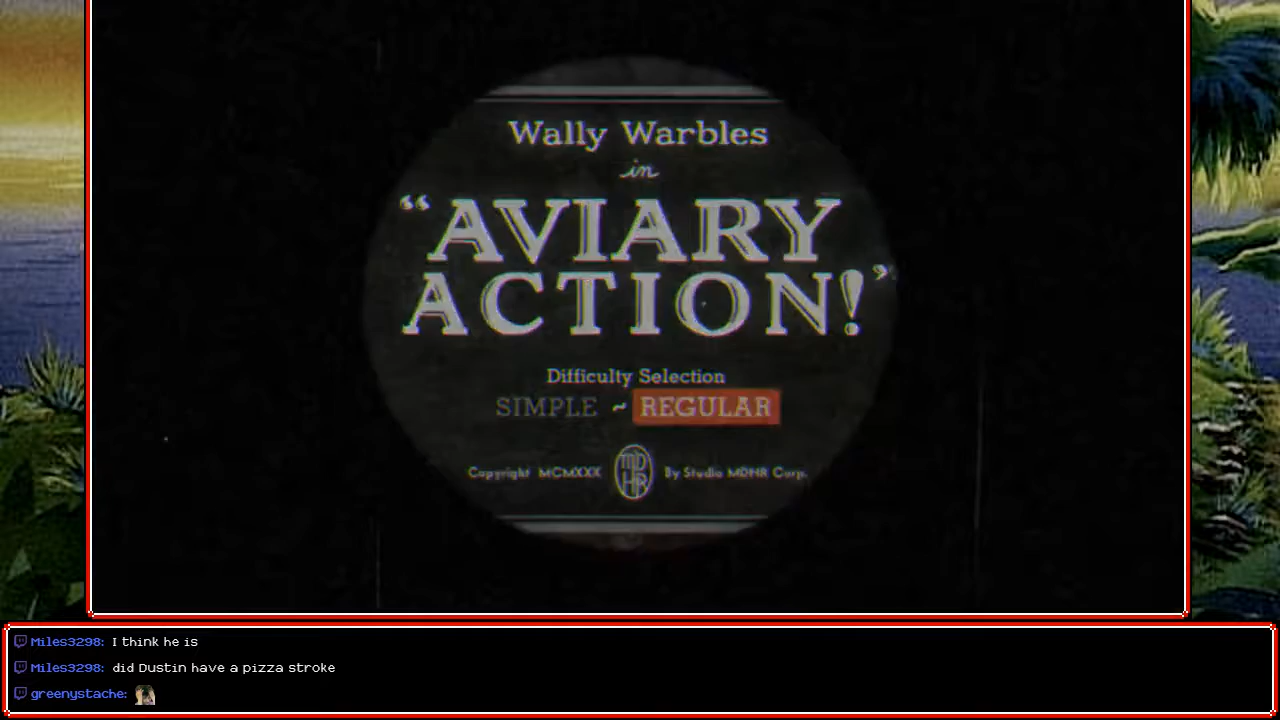 Wally Warbles
in
“AVIARY
ACTION!”
Difficulty Selection
SIMPLE ~ REGULAR
Copyright MCMXXX MDHR By Studio MDHR Corp.
Miles3298: I think he is
Miles3298: did Dustin have a pizza stroke
greenystache: